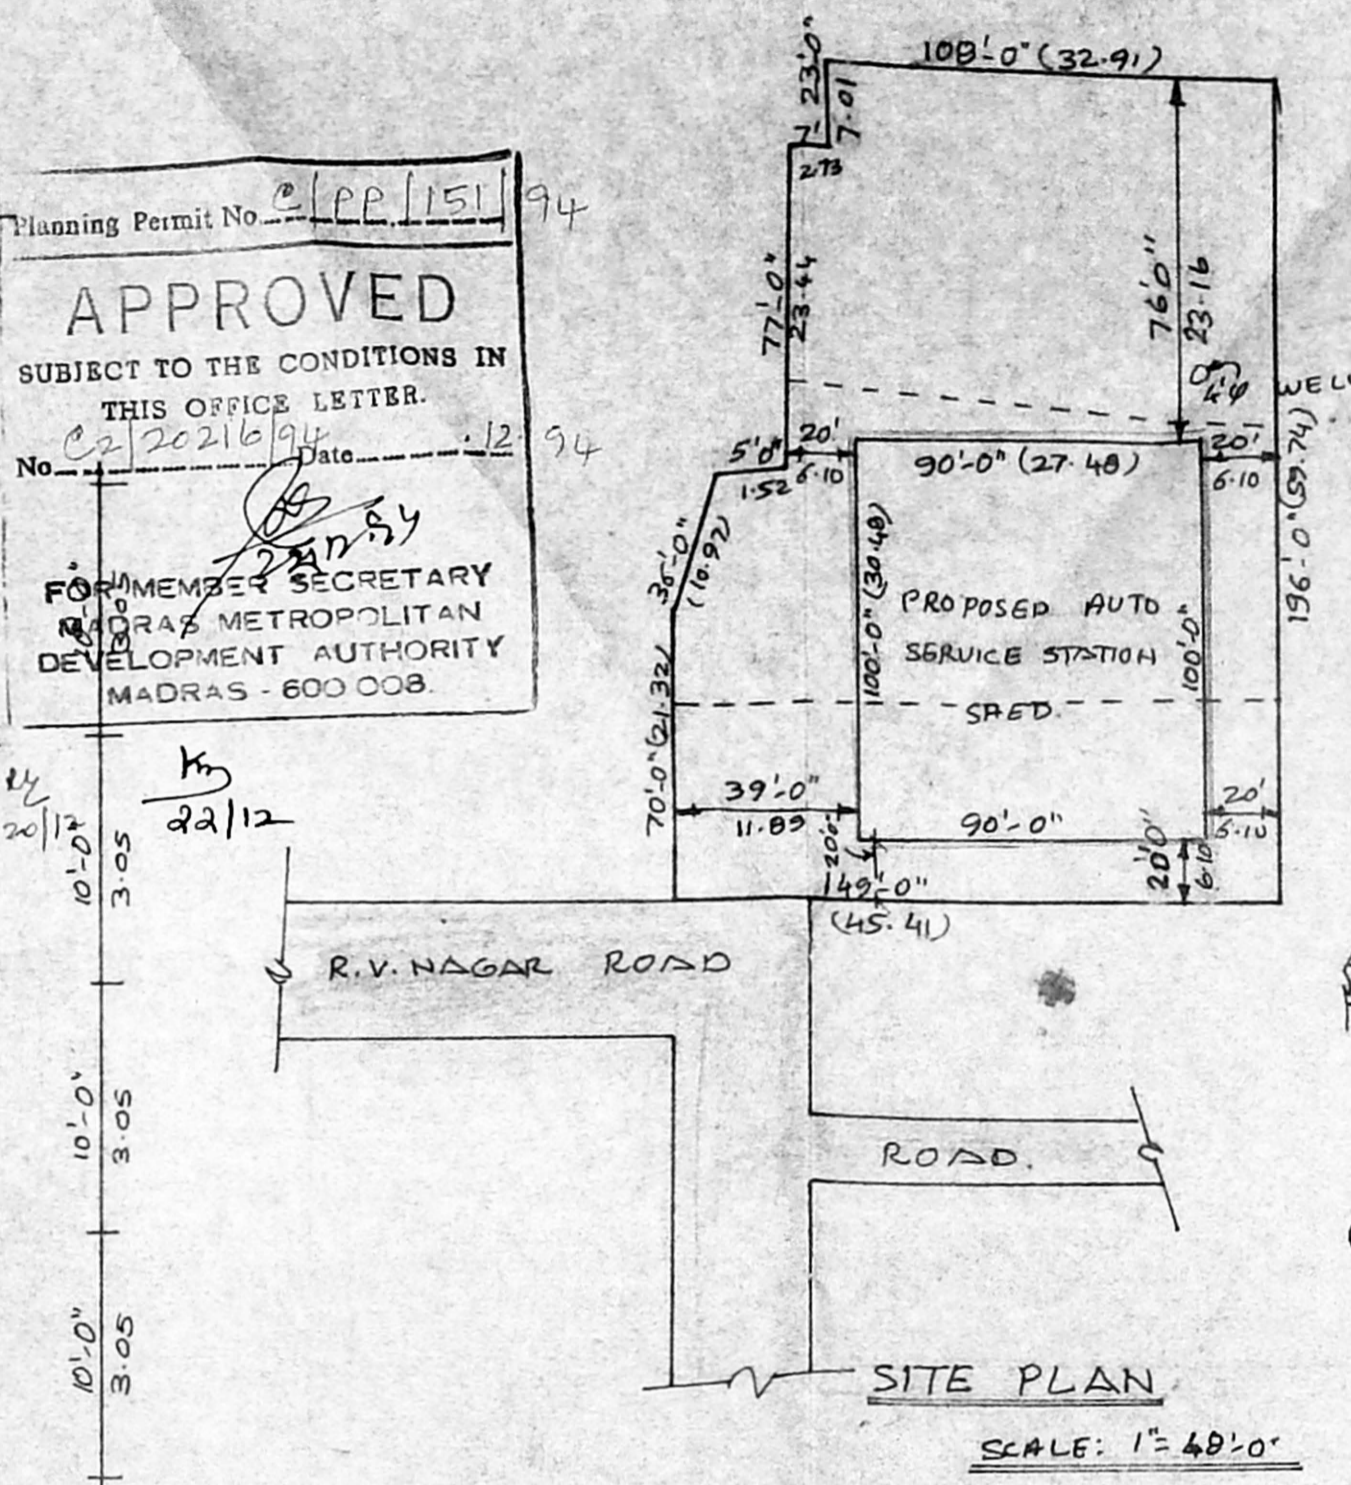 Planning Permit No. C/PP/151/94
APPROVED
SUBJECT TO THE CONDITIONS IN
THIS OFFICE LETTER.
No. C2/20216/94 Date .12.94
FOR MEMBER SECRETARY
MADRAS METROPOLITAN
DEVELOPMENT AUTHORITY
MADRAS - 600 008.
20/12
22/12
10'-0"
3.05
10'-0"
3.05
10'-0"
3.05
108'-0" (32.91)
23'-0"
7.01
7'
2.13
77'-0"
23.44
76'0"
23.16
WELL
196'-0" (59.74)
5'0"
1.52
20'
6.10
90'-0" (27.48)
20'
6.10
36'-0"
(10.92)
100'-0" (30.48)
PROPOSED AUTO
SERVICE STATION
SHED.
100'-0"
70'-0" (21.32)
39'-0"
11.89
90'-0"
20'
6.10
20'0"
20'0"
6.10
149'-0"
(45.41)
R.V. NAGAR ROAD
ROAD.
SITE PLAN
SCALE: 1" = 48'-0"